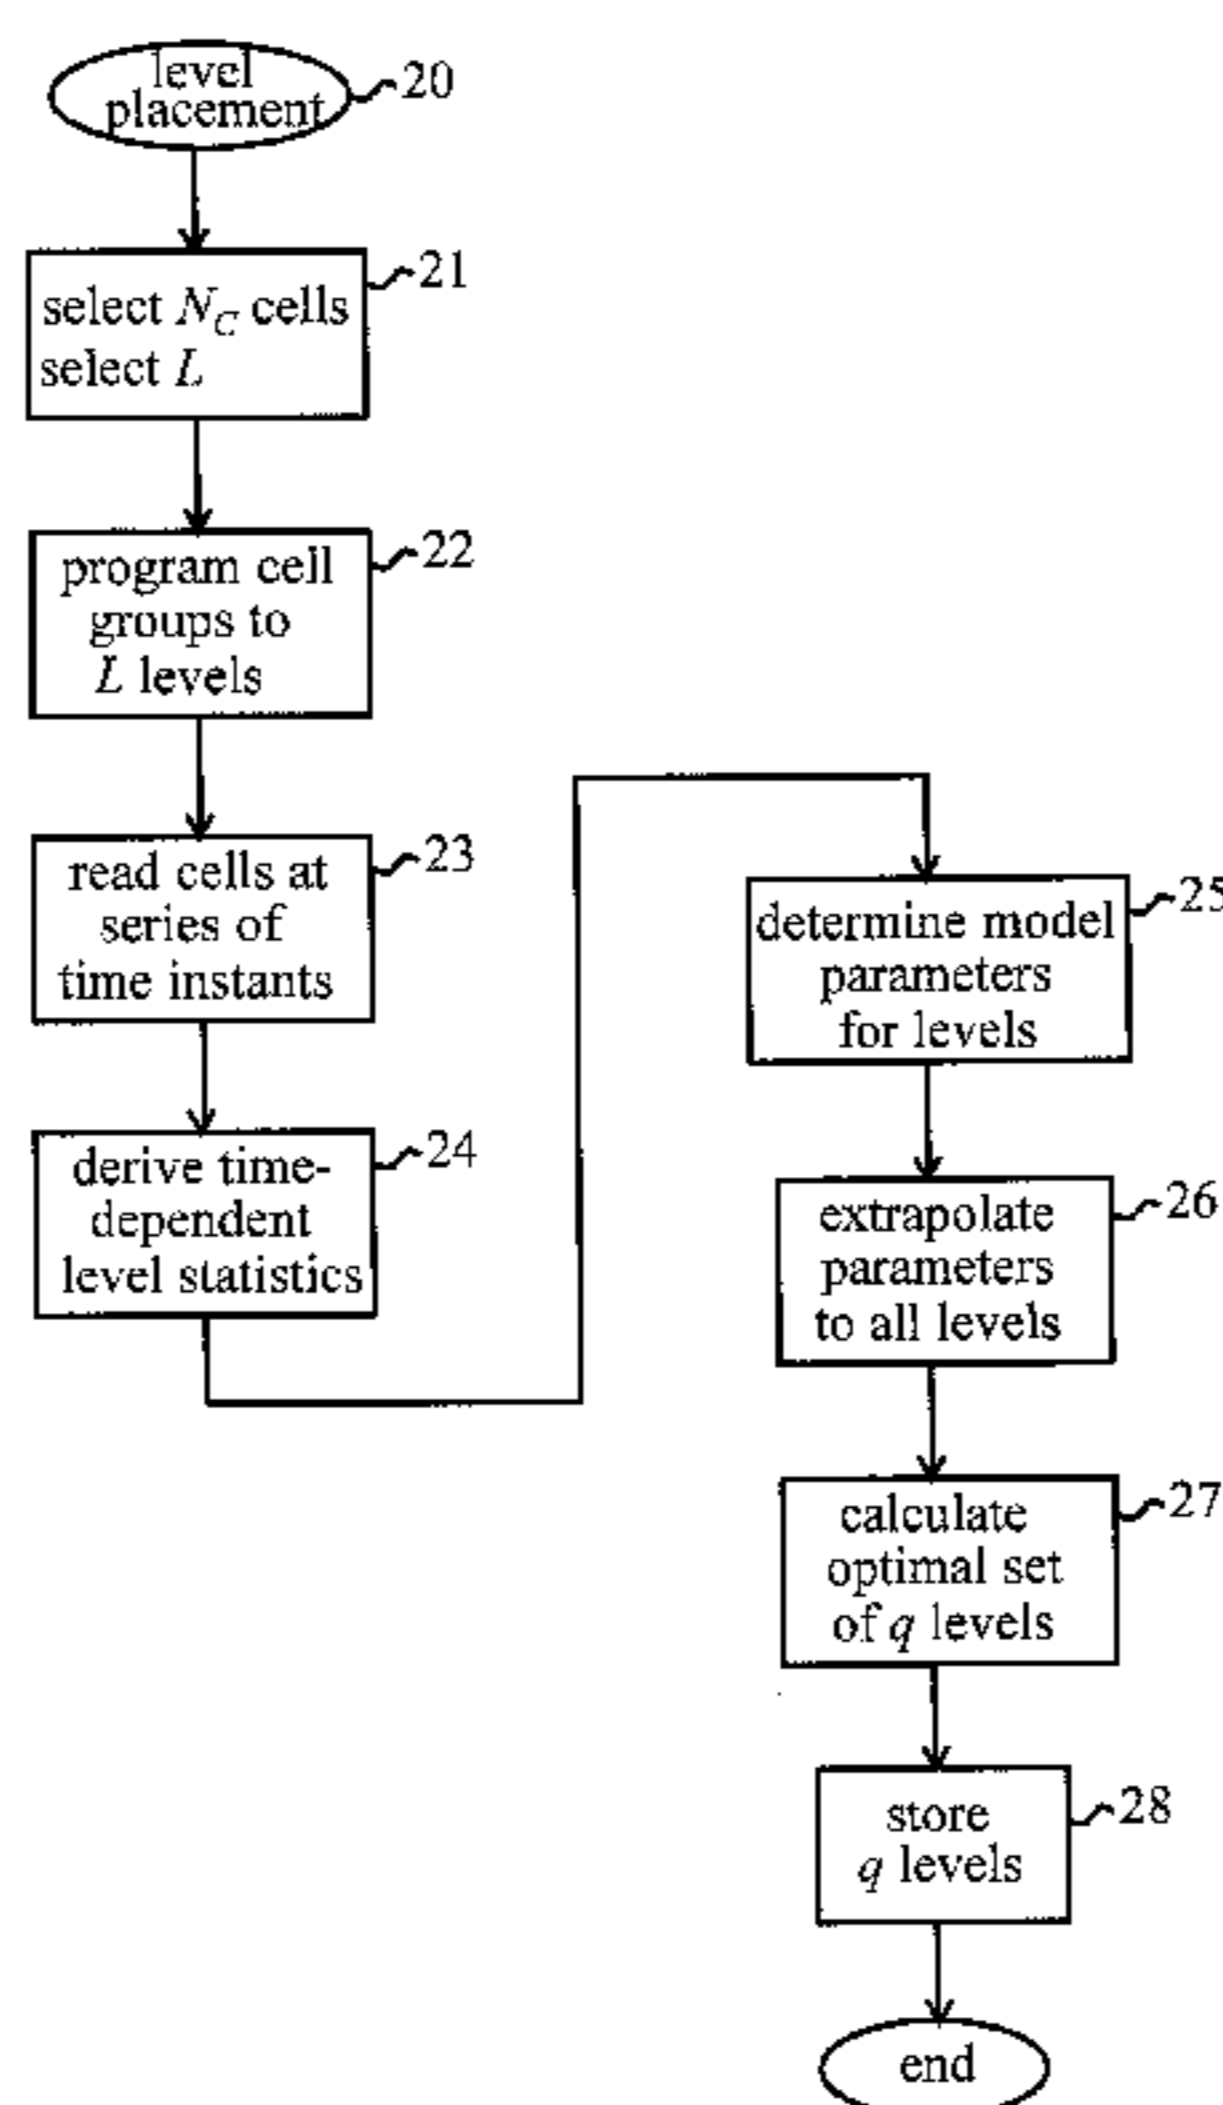 level
placement
20
21
select N_C cells
select L
22
program cell
groups to
L levels
23
read cells at
series of
time instants
24
derive time-
dependent
level statistics
25
determine model
parameters
for levels
26
extrapolate
parameters
to all levels
27
calculate
optimal set
of q levels
28
store
q levels
end